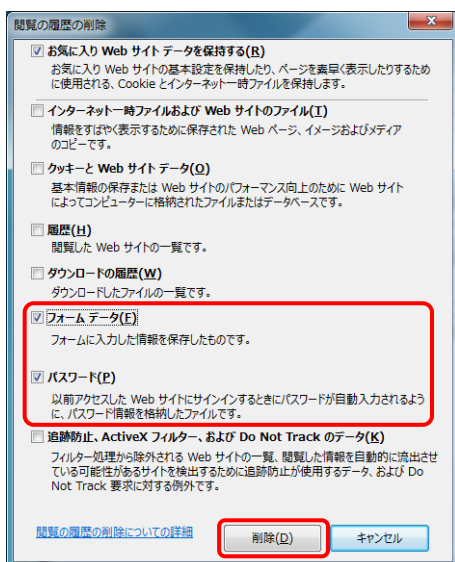 閲覧の履歴の削除
お気に入り Web サイト データを保持する(R)
お気に入り Web サイトの基本設定を保持したり、ページを素早く表示したりするため
に使用される、Cookie とインターネット一時ファイルを保持します。
インターネット一時ファイルおよび Web サイトのファイル(I)
情報をすばやく表示するために保存された Web ページ、イメージおよびメディア
のコピーです。
クッキーと Web サイト データ(O)
基本情報の保存または Web サイトのパフォーマンス向上のために Web サイト
によってコンピューターに格納されたファイルまたはデータベースです。
履歴(H)
閲覧した Web サイトの一覧です。
ダウンロードの履歴(W)
ダウンロードしたファイルの一覧です。
フォーム データ(F)
フォームに入力した情報を保存したものです。
パスワード(P)
以前アクセスした Web サイトにサインインするときにパスワードが自動入力されるよう
に、パスワード情報を格納したファイルです。
追跡防止、ActiveX フィルター、および Do Not Track のデータ(K)
フィルター処理から除外される Web サイトの一覧、閲覧した情報を自動的に流出させ
ている可能性があるサイトを検出するために追跡防止が使用するデータ、および Do
Not Track 要求に対する例外です。
閲覧の履歴の削除についての詳細
削除(D)
キャンセル